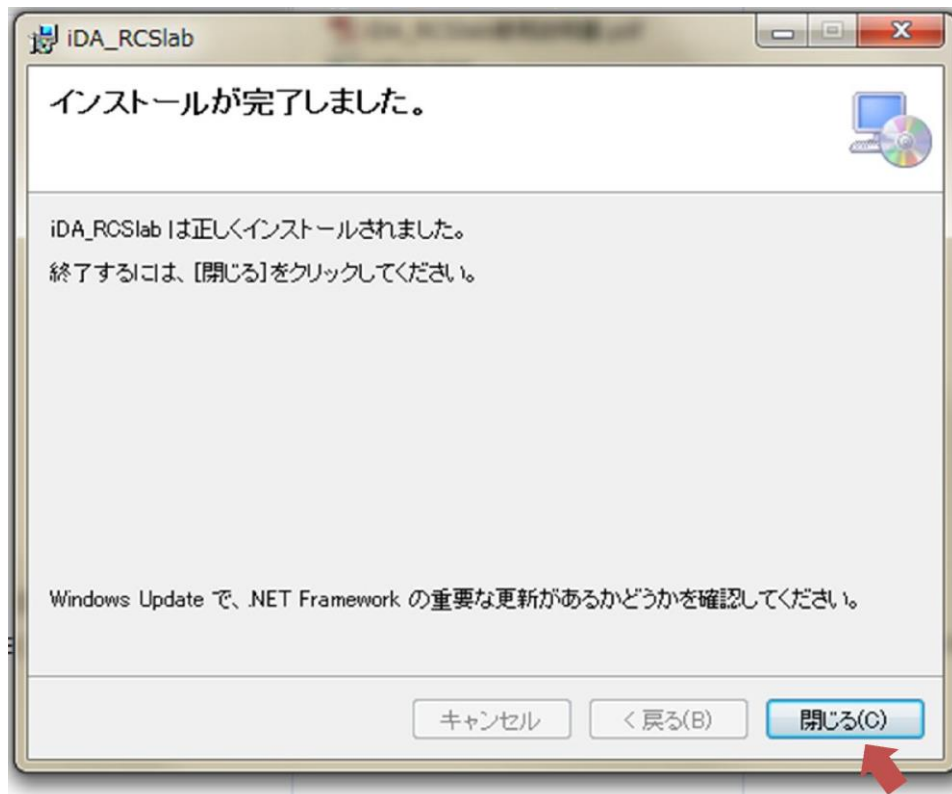 iDA_RCSlab
インストールが完了しました。
iDA_RCSlab は正しくインストールされました。
終了するには、[閉じる]をクリックしてください。
Windows Update で、.NET Framework の重要な更新があるかどうかを確認してください。
キャンセル
< 戻る(B)
閉じる(C)